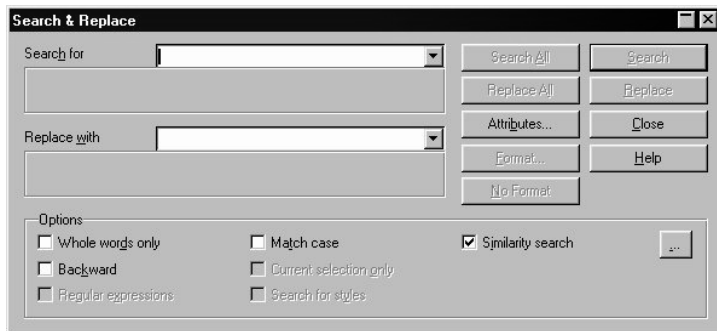 Search & Replace
Search for
Search All
Search
Replace All
Replace
Attributes...
Close
Replace with
Format...
Help
No Format
Options
Whole words only
Match case
Similarity search
...
Backward
Current selection only
Regular expressions
Search for styles